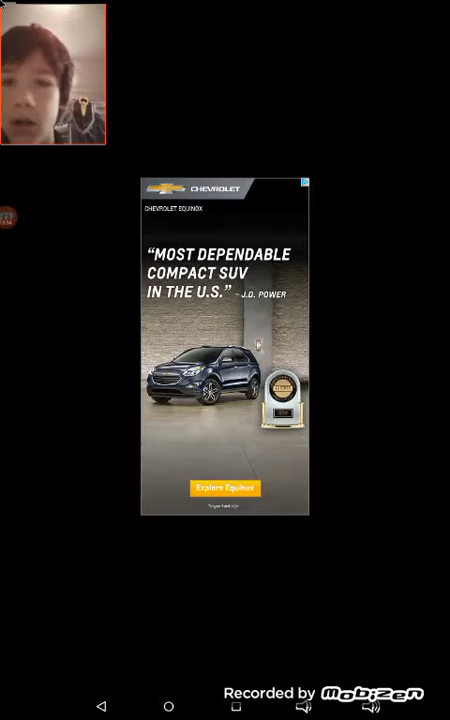 CHEVROLET
CHEVROLET EQUINOX
“MOST DEPENDABLE
COMPACT SUV
IN THE U.S.” – J.D. POWER
Explore Equinox
Recorded by MOBIZEN